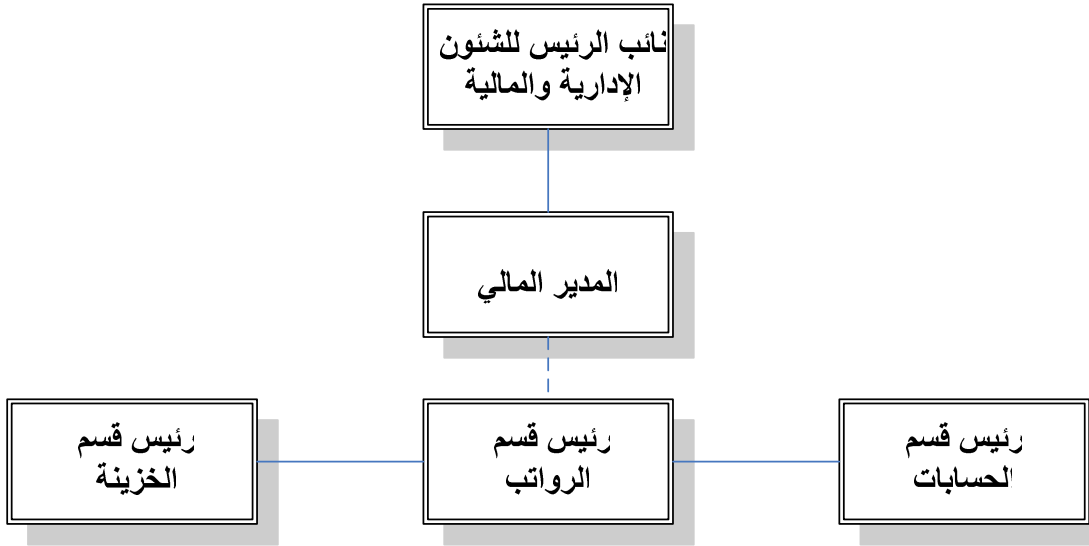 نائب الرئيس للشئون
الإدارية والمالية
المدير المالي
رئيس قسم
الحسابات
رئيس قسم
الرواتب
رئيس قسم
الخزينة